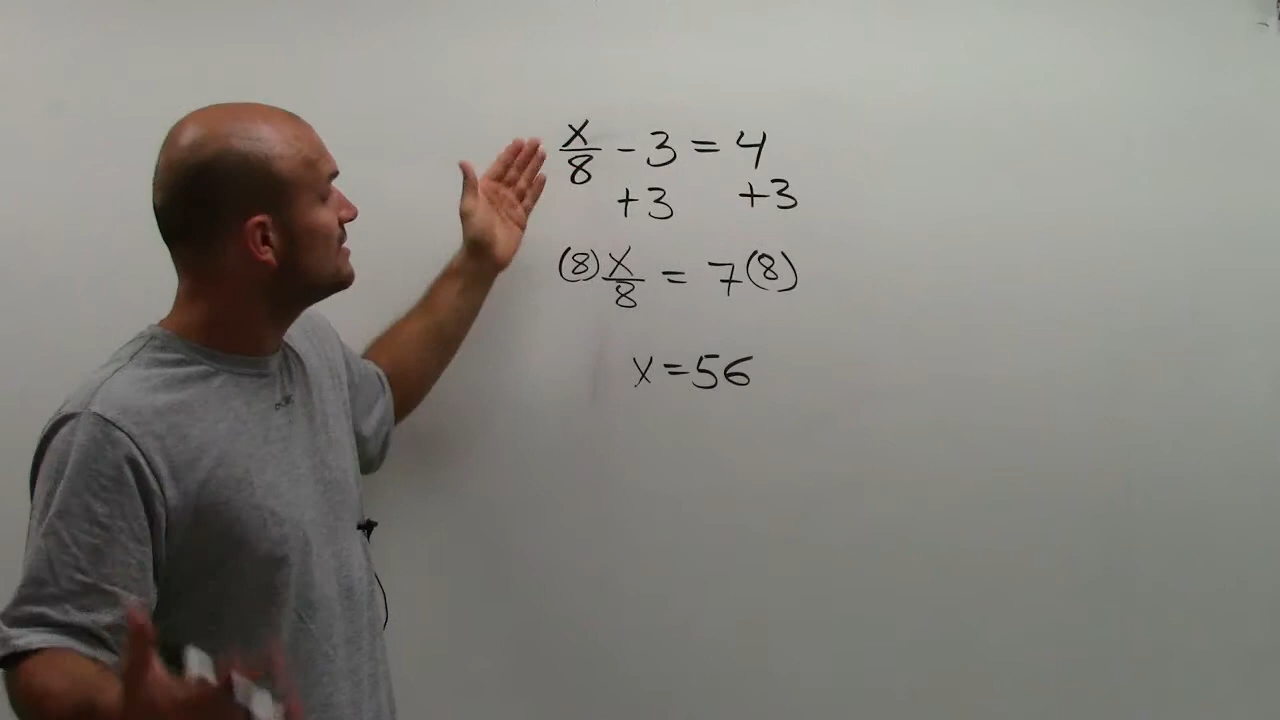 x/8 - 3 = 4
+3 +3
(8) x/8 = 7 (8)
x = 56